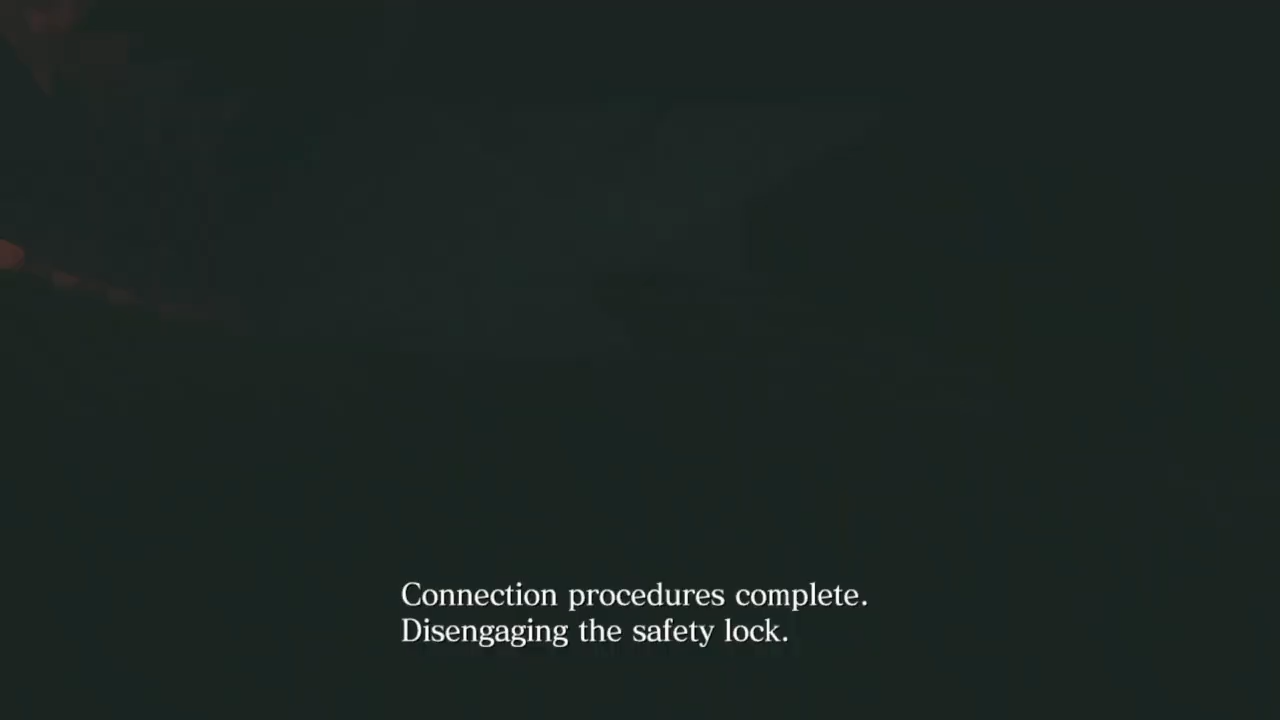 Connection procedures complete.
Disengaging the safety lock.